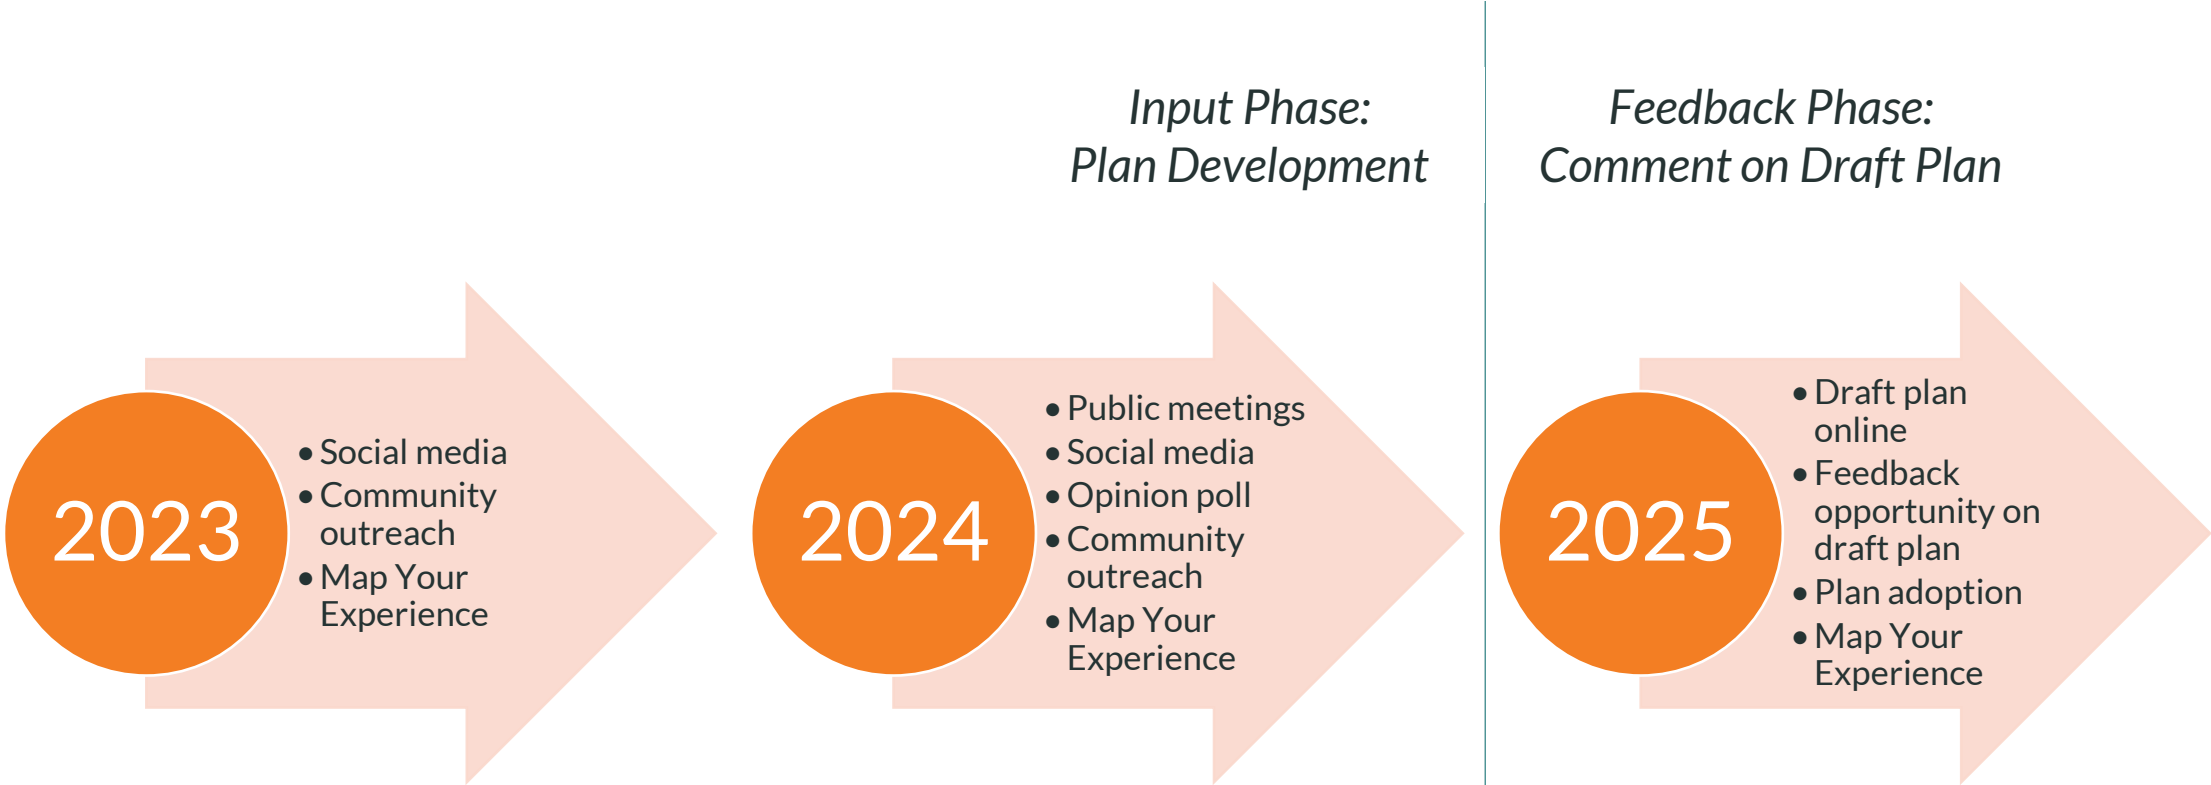 Input Phase:
Plan Development
Feedback Phase:
Comment on Draft Plan
2023
• Social media
• Community
outreach
• Map Your
Experience
2024
• Public meetings
• Social media
• Opinion poll
• Community
outreach
• Map Your
Experience
2025
• Draft plan
online
• Feedback
opportunity on
draft plan
• Plan adoption
• Map Your
Experience